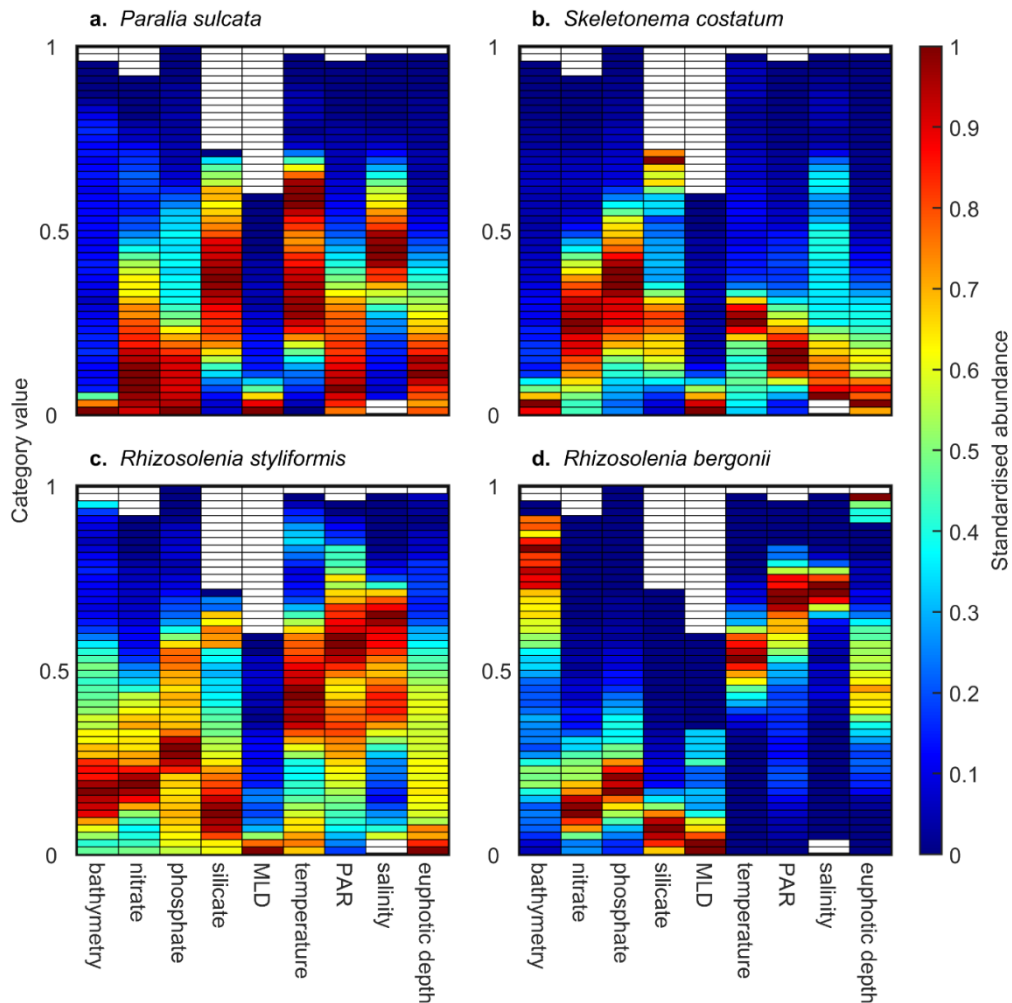 a. Paralia sulcata
b. Skeletonema costatum
1
0.5
0
1
0.9
0.8
0.7
0.6
0.5
0.4
0.3
0.2
0.1
0
Category value
Standardised abundance
c. Rhizosolenia styliformis
d. Rhizosolenia bergonii
1
0.5
0
1
0.5
0
1
0.5
0
bathymetry
nitrate
phosphate
silicate
MLD
temperature
PAR
salinity
euphotic depth
bathymetry
nitrate
phosphate
silicate
MLD
temperature
PAR
salinity
euphotic depth